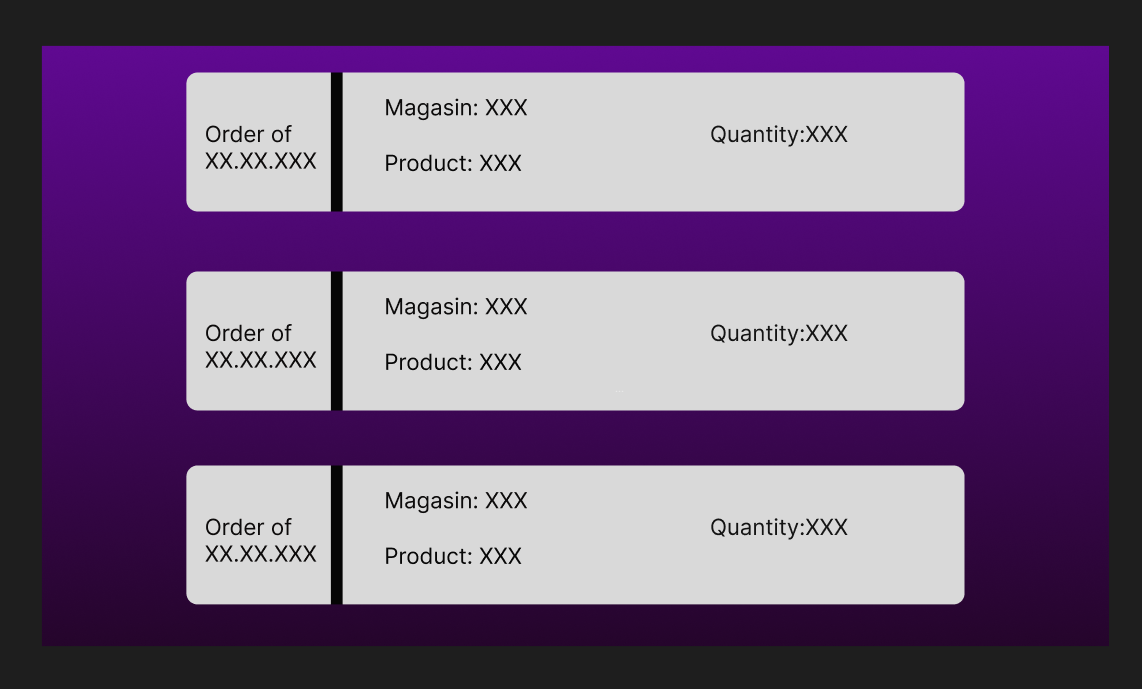 Order of
XX.XX.XXX
Magasin: XXX
Product: XXX
Quantity:XXX
Order of
XX.XX.XXX
Magasin: XXX
Product: XXX
Quantity:XXX
Order of
XX.XX.XXX
Magasin: XXX
Product: XXX
Quantity:XXX